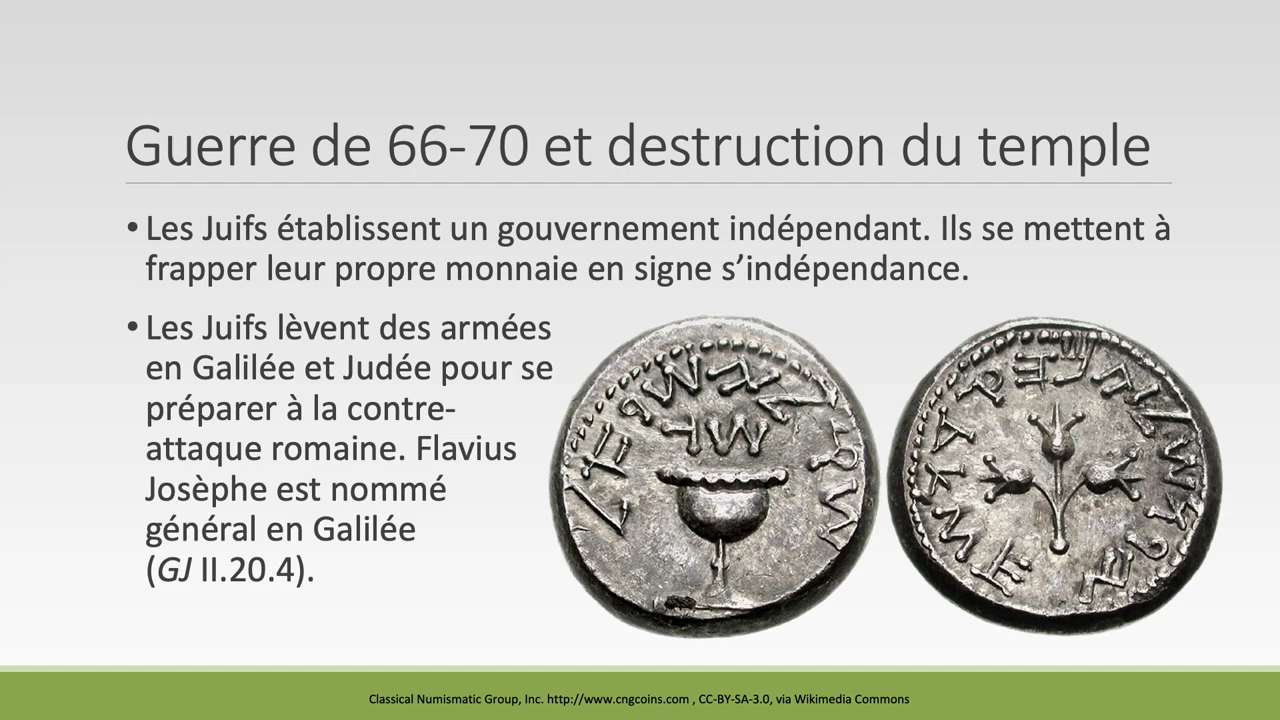 Guerre de 66-70 et destruction du temple
• Les Juifs établissent un gouvernement indépendant. Ils se mettent à
frapper leur propre monnaie en signe s’indépendance.
• Les Juifs lèvent des armées
en Galilée et Judée pour se
préparer à la contre-
attaque romaine. Flavius
Josèphe est nommé
général en Galilée
(GJ II.20.4).
Classical Numismatic Group, Inc. http://www.cngcoins.com , CC-BY-SA-3.0, via Wikimedia Commons